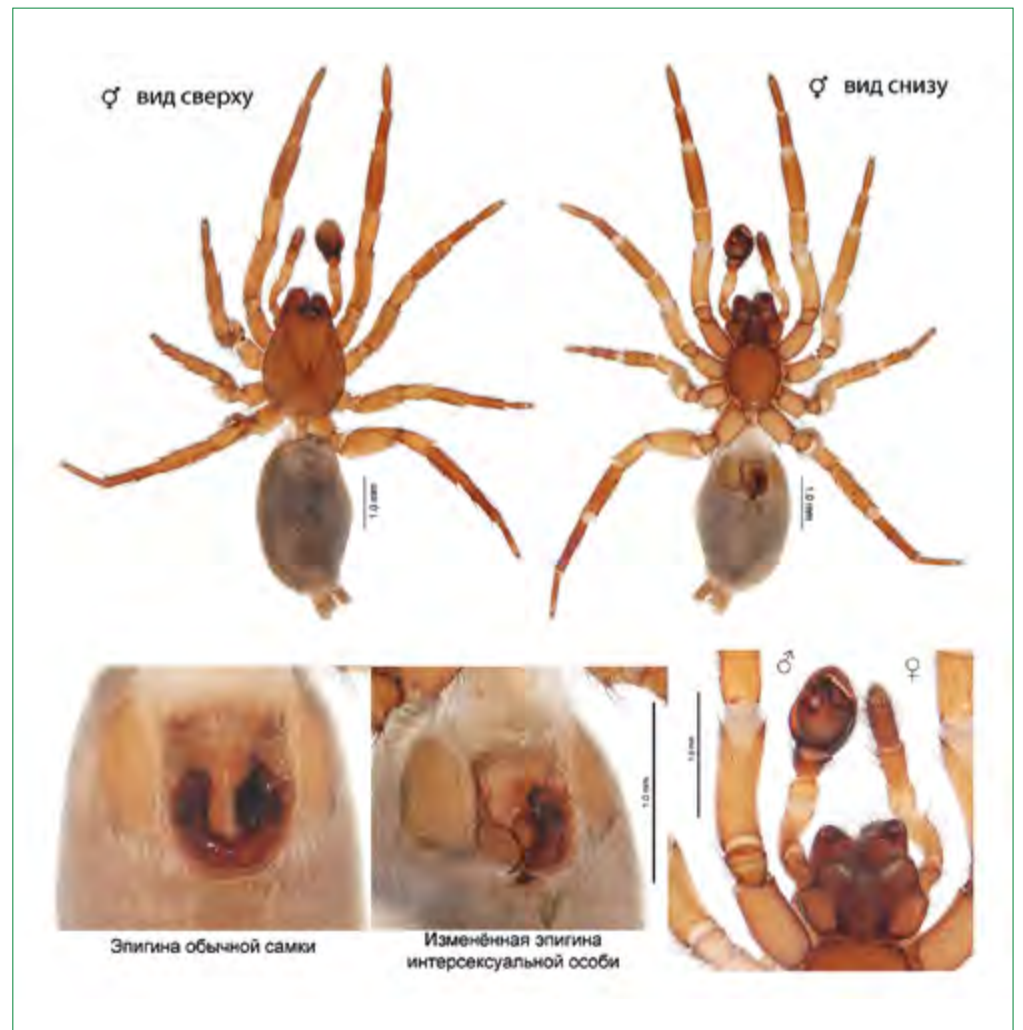 ⚥ вид сверху
⚥ вид снизу
1.0 mm
1.0 mm
♂
♀
1.0 mm
1.0 mm
Эпигина обычной самки
Изменённая эпигина
интерсексуальной особи